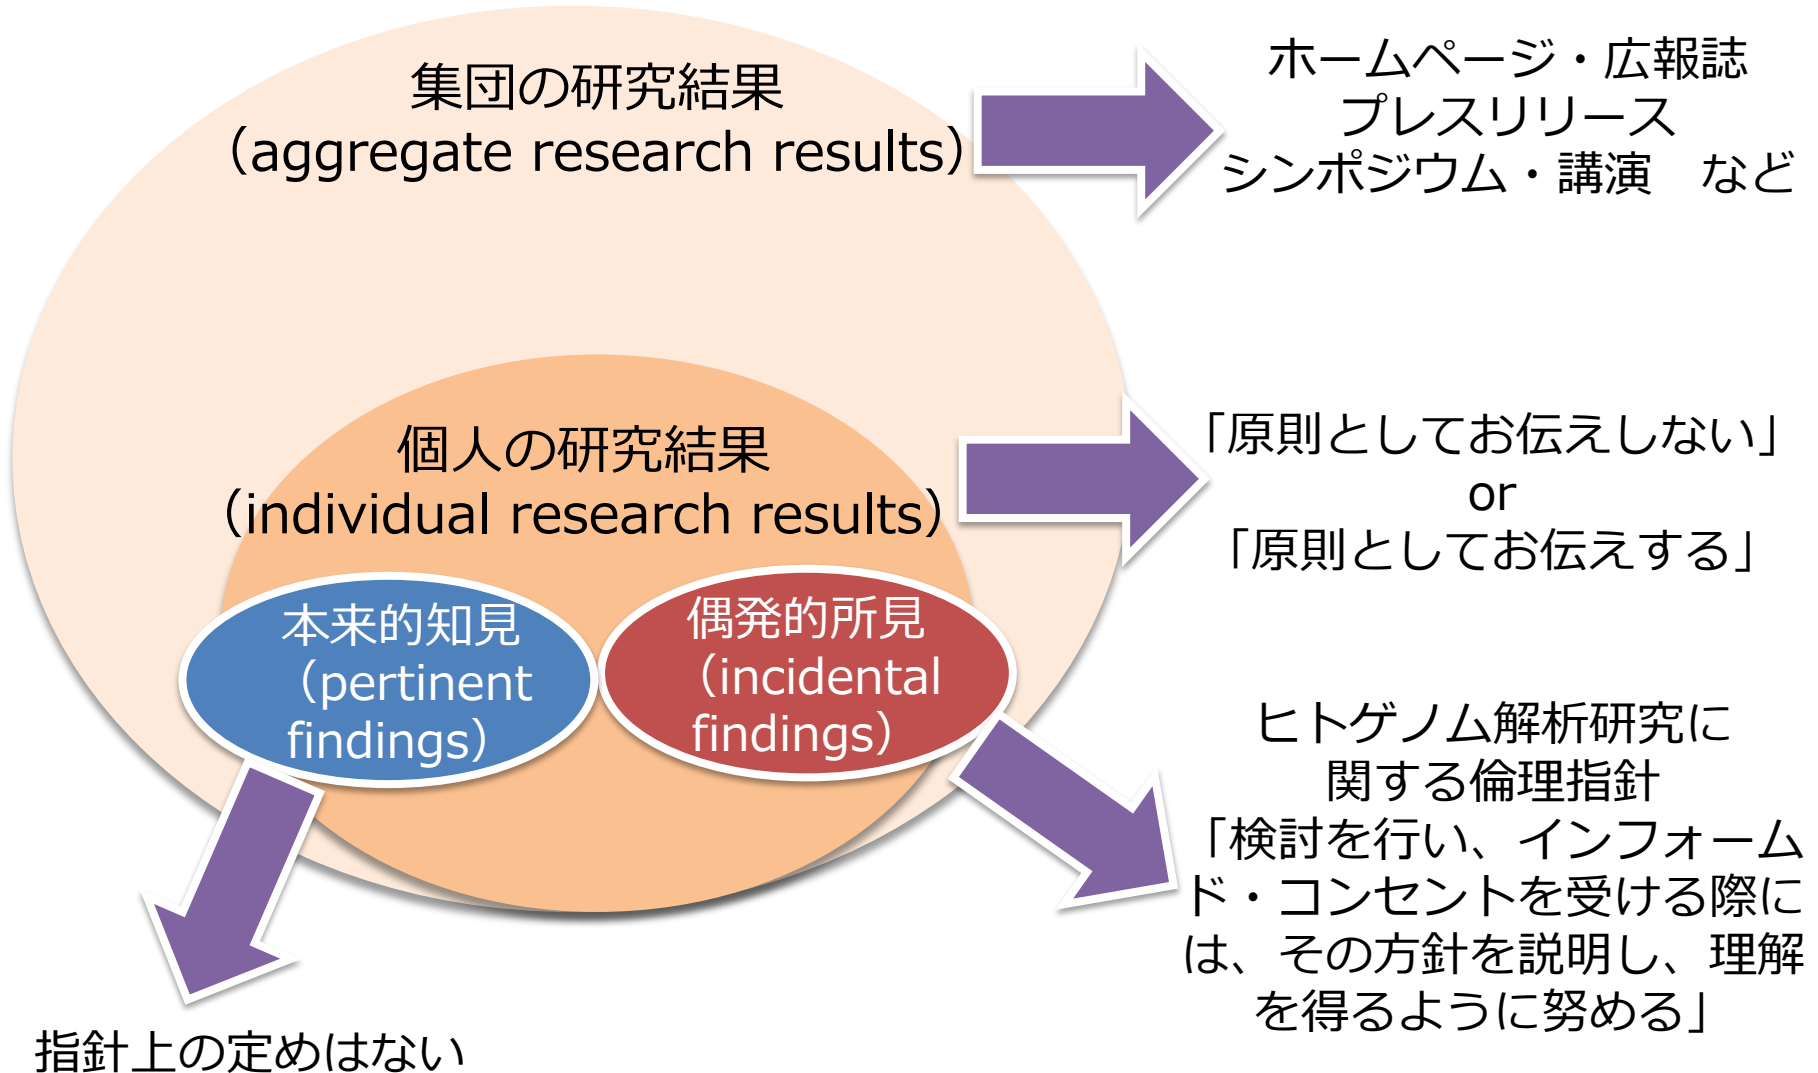 集団の研究結果
（aggregate research results）
ホームページ・広報誌
プレスリリース
シンポジウム・講演　など
個人の研究結果
（individual research results）
「原則としてお伝えしない」
or
「原則としてお伝えする」
本来的知見
（pertinent
findings）
偶発的所見
（incidental
findings）
ヒトゲノム解析研究に
関する倫理指針
「検討を行い、インフォーム
ド・コンセントを受ける際に
は、その方針を説明し、理解
を得るように努める」
指針上の定めはない